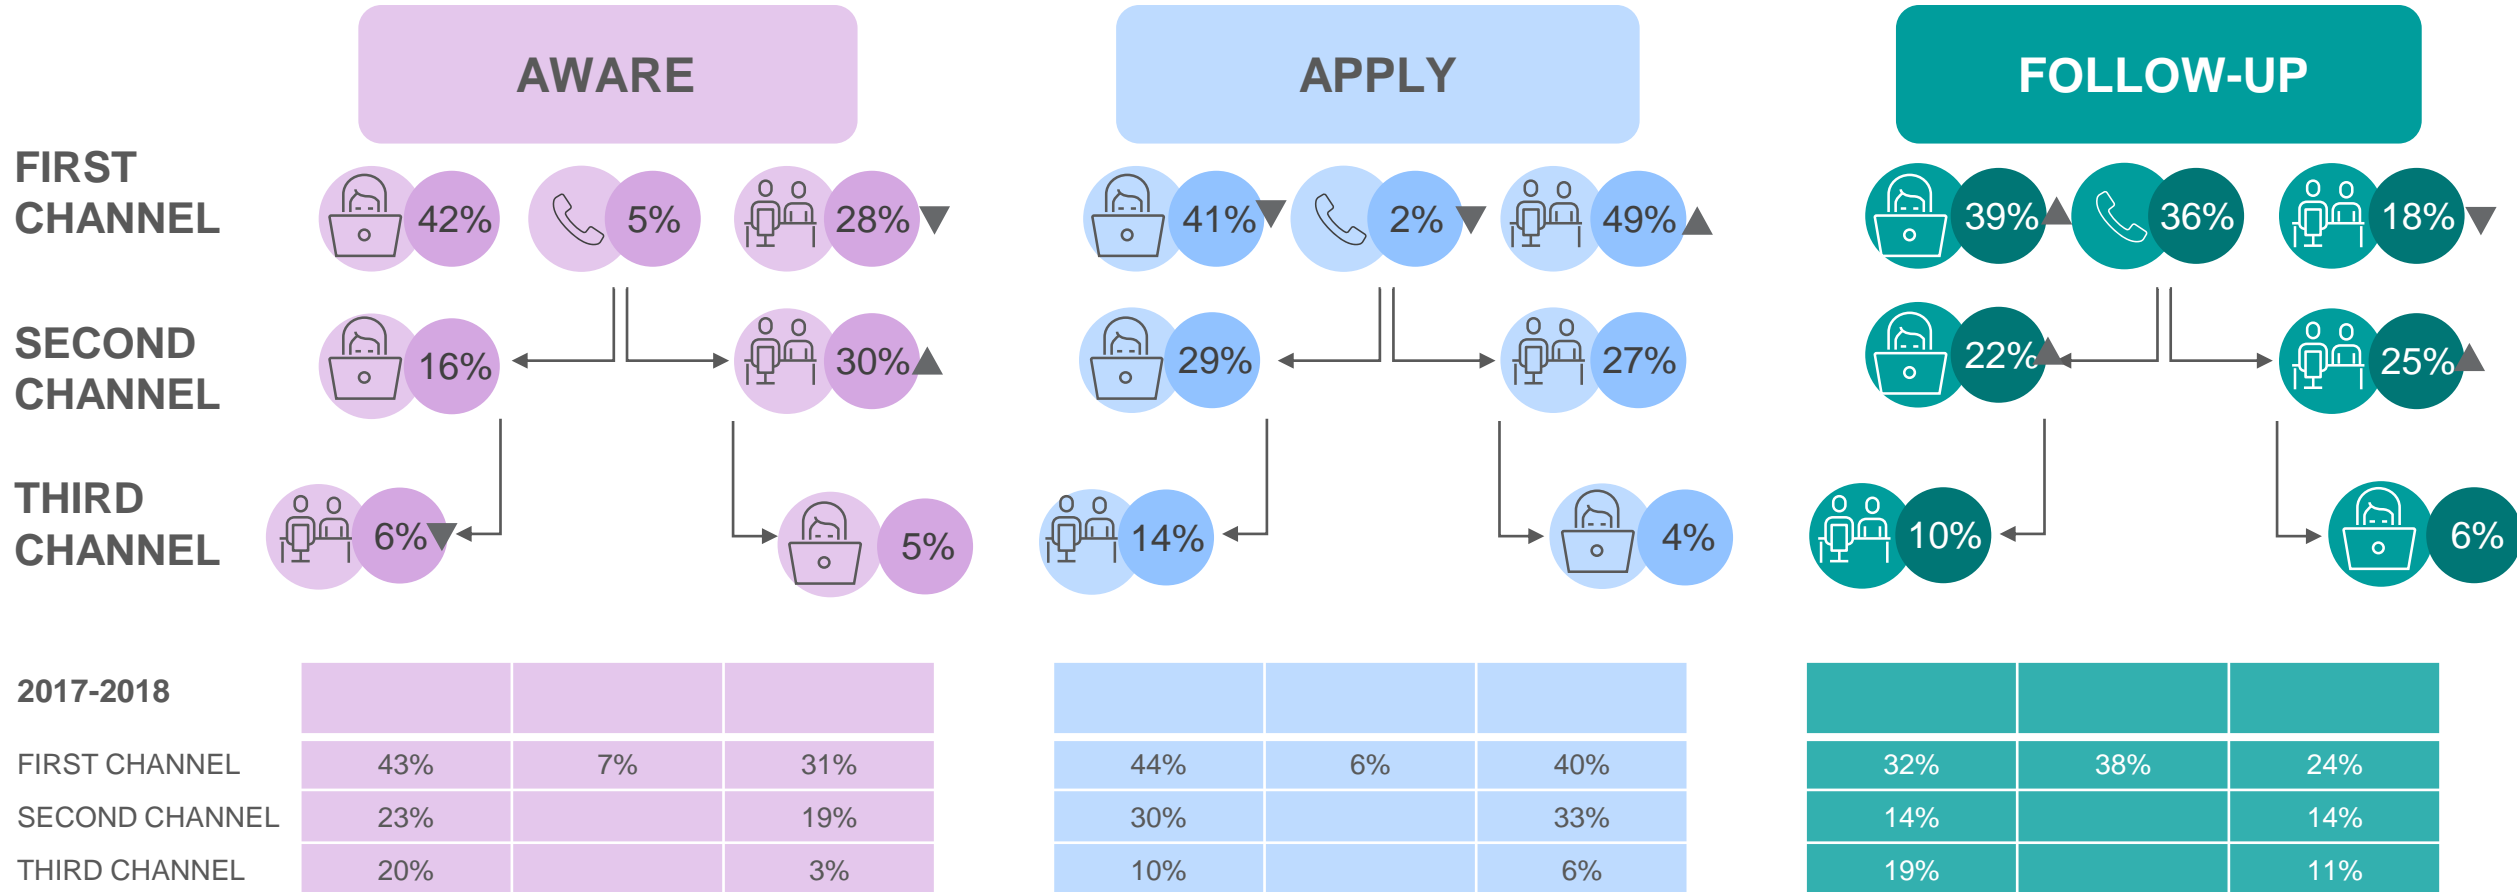 AWARE
APPLY
FOLLOW-UP
FIRST
CHANNEL
42%
5%
28%
41%
2%
49%
39%
36%
18%
SECOND
CHANNEL
16%
30%
29%
27%
22%
25%
THIRD
CHANNEL
6%
5%
14%
4%
10%
6%
2017-2018
FIRST CHANNEL 43% 7% 31% 44% 6% 40% 32% 38% 24%
SECOND CHANNEL 23% 19% 30% 33% 14% 14%
THIRD CHANNEL 20% 3% 10% 6% 19% 11%